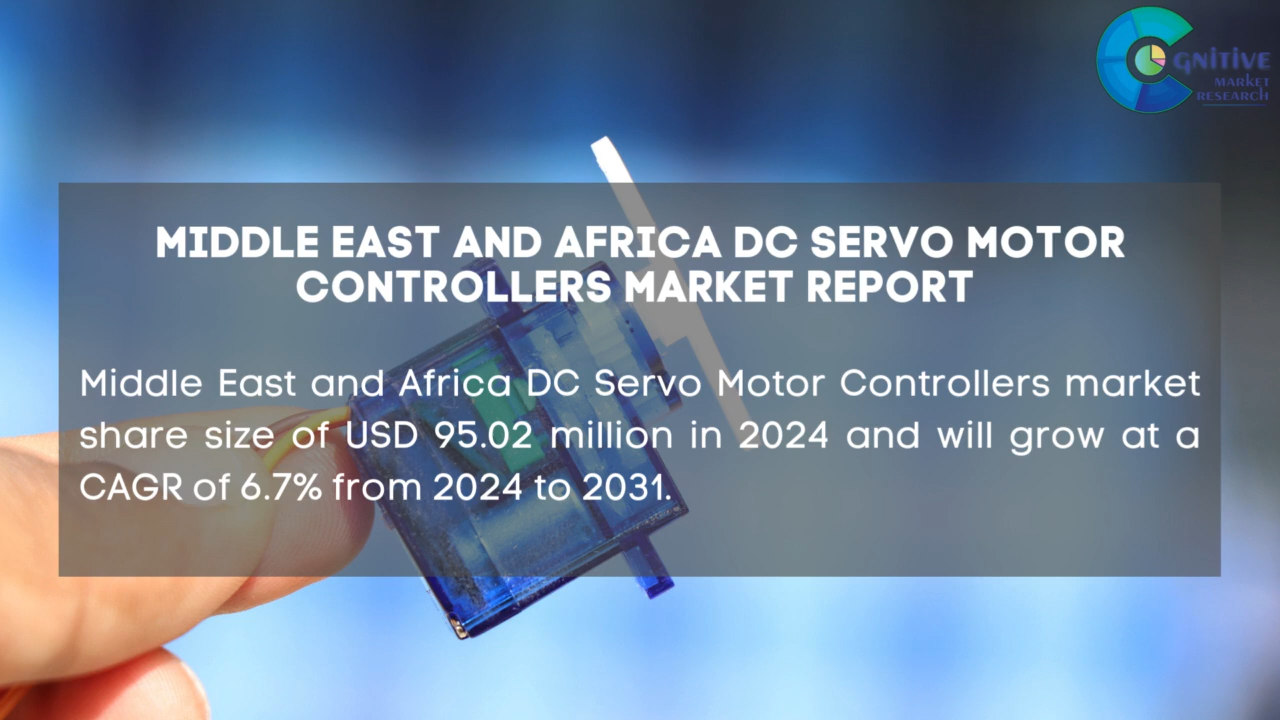 GNITIVE
MARKET
RESEARCH
MIDDLE EAST AND AFRICA DC SERVO MOTOR
CONTROLLERS MARKET REPORT
Middle East and Africa DC Servo Motor Controllers market
share size of USD 95.02 million in 2024 and will grow at a
CAGR of 6.7% from 2024 to 2031.